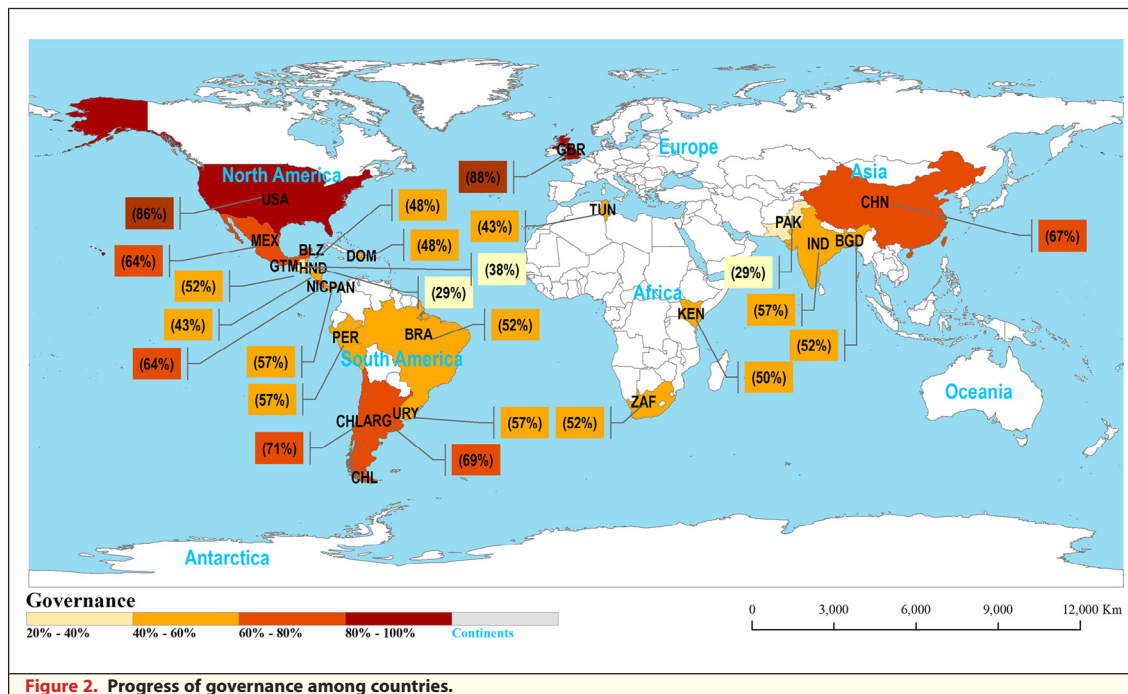 Europe
GBR
North America
(88%)
Asia
USA
(48%)
CHN
(86%)
TUN
PAK
(43%)
MEX
BLZ
IND
BGD
(67%)
(48%)
DOM
(64%)
GTM
HND
(38%)
(29%)
(52%)
NIC
PAN
(29%)
Africa
(57%)
KEN
(43%)
BRA
(52%)
PER
(52%)
(64%)
(57%)
South America
(50%)
Oceania
(57%)
ZAF
CHL
ARG
URY
(57%)
(52%)
(71%)
(69%)
CHL
Antarctica
Governance
20% - 40%
40% - 60%
60% - 80%
80% - 100%
Continents
0
3,000
6,000
9,000
12,000 Km
Figure 2. Progress of governance among countries.